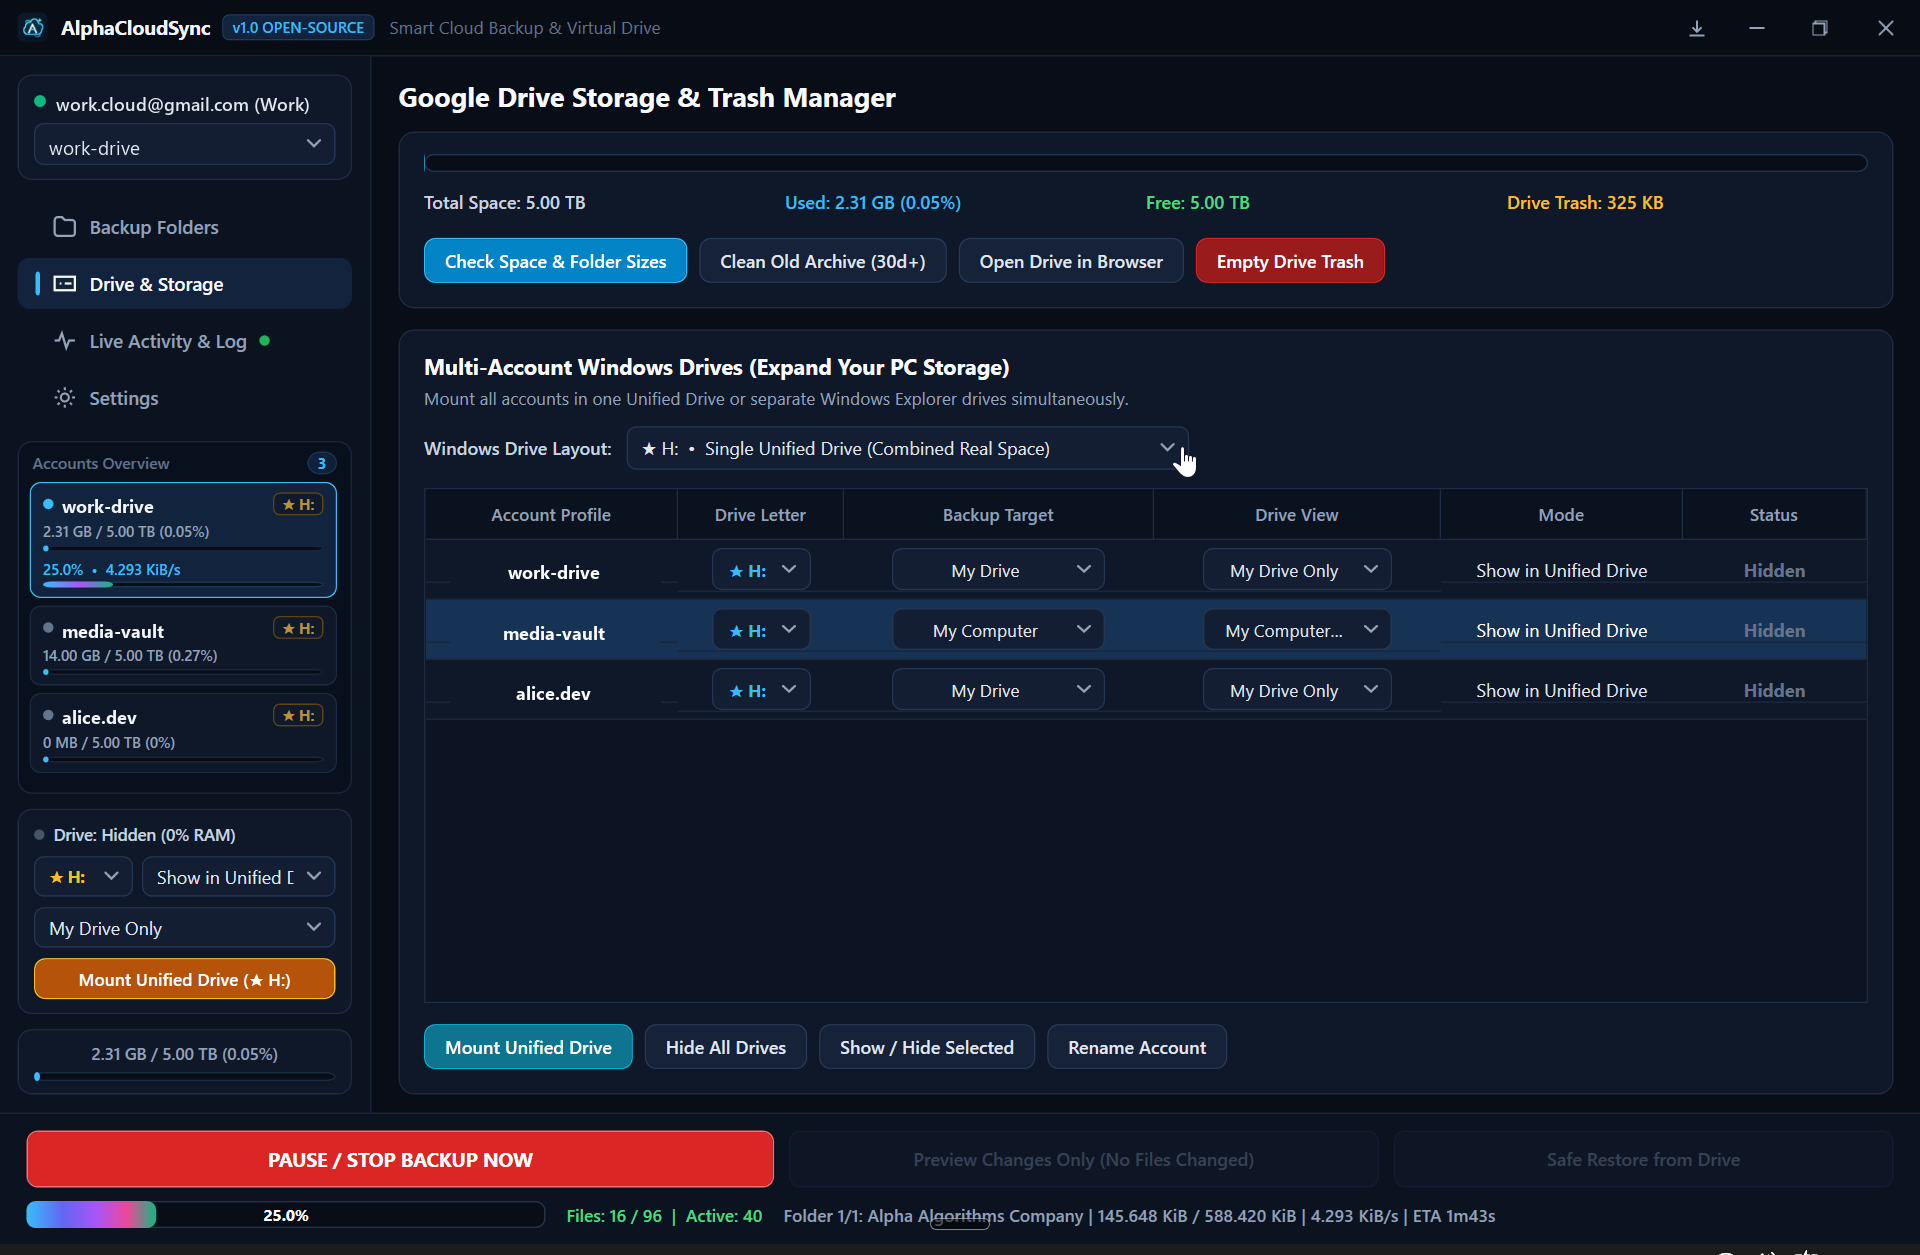 AlphaCloudSync v1.0 OPEN-SOURCE Smart Cloud Backup & Virtual Drive
work.cloud@gmail.com (Work)
work-drive
Backup Folders
Drive & Storage
Live Activity & Log
Settings
Accounts Overview 3
work-drive ★ H:
2.31 GB / 5.00 TB (0.05%)
25.0% • 4.293 KiB/s
media-vault ★ H:
14.00 GB / 5.00 TB (0.27%)
alice.dev ★ H:
0 MB / 5.00 TB (0%)
Drive: Hidden (0% RAM)
★ H: Show in Unified
My Drive Only
Mount Unified Drive (★ H:)
2.31 GB / 5.00 TB (0.05%)
Google Drive Storage & Trash Manager
Total Space: 5.00 TB Used: 2.31 GB (0.05%) Free: 5.00 TB Drive Trash: 325 KB
Check Space & Folder Sizes Clean Old Archive (30d+) Open Drive in Browser Empty Drive Trash
Multi-Account Windows Drives (Expand Your PC Storage)
Mount all accounts in one Unified Drive or separate Windows Explorer drives simultaneously.
Windows Drive Layout: ★ H: • Single Unified Drive (Combined Real Space)
Account Profile Drive Letter Backup Target Drive View Mode Status
work-drive ★ H: My Drive My Drive Only Show in Unified Drive Hidden
media-vault ★ H: My Computer My Computer... Show in Unified Drive Hidden
alice.dev ★ H: My Drive My Drive Only Show in Unified Drive Hidden
Mount Unified Drive Hide All Drives Show / Hide Selected Rename Account
PAUSE / STOP BACKUP NOW Preview Changes Only (No Files Changed) Safe Restore from Drive
25.0% Files: 16 / 96 | Active: 40 Folder 1/1: Alpha Algorithms Company | 145.648 KiB / 588.420 KiB | 4.293 KiB/s | ETA 1m43s